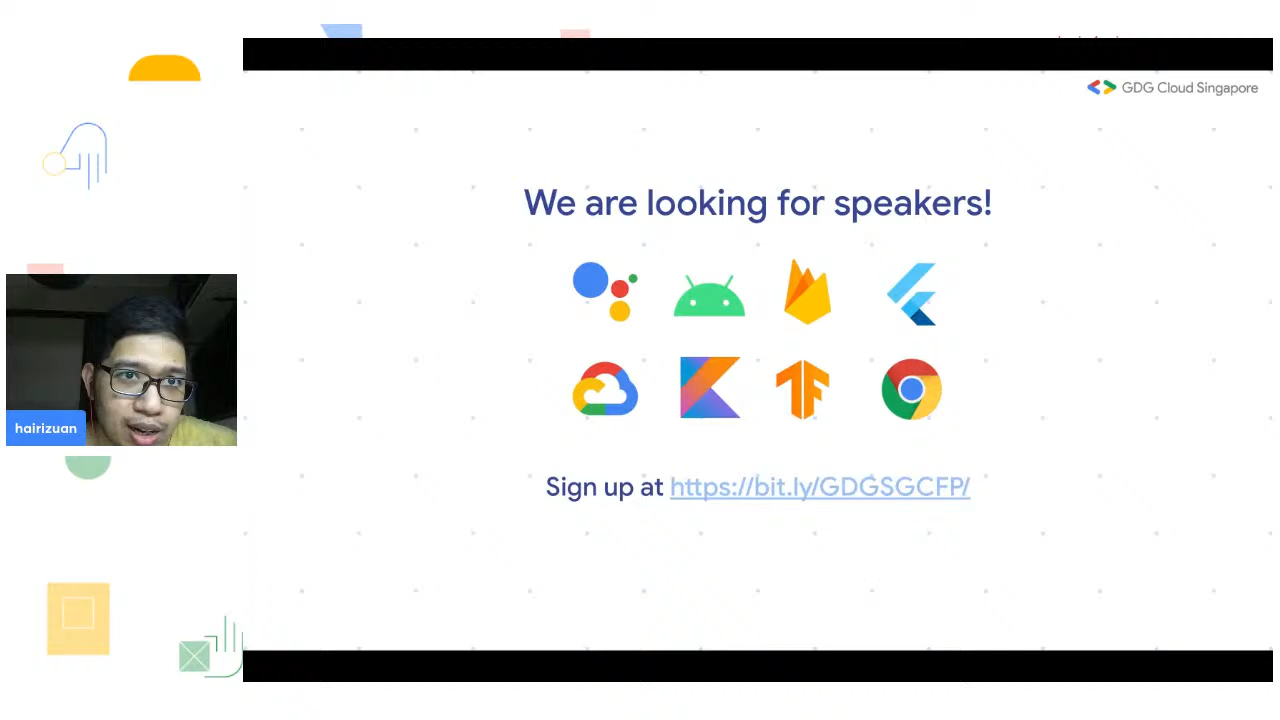 GDG Cloud Singapore
We are looking for speakers!
hairizuan
Sign up at https://bit.ly/GDGSGCFP/